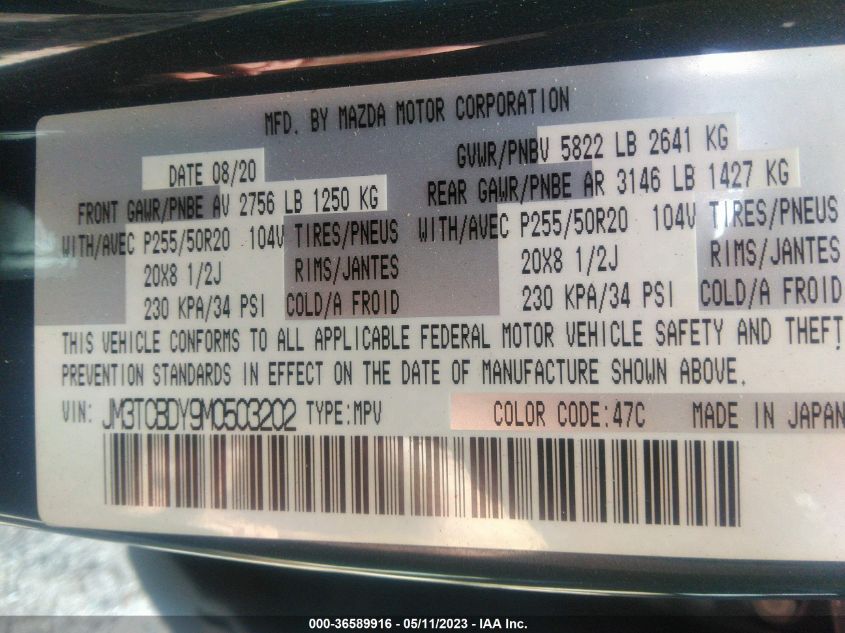 MFD. BY MAZDA MOTOR CORPORATION
DATE 08/20
GVWR/PNBV 5822 LB 2641 KG
FRONT GAWR/PNBE AV 2756 LB 1250 KG
REAR GAWR/PNBE AR 3146 LB 1427 KG
WITH/AVEC P255/50R20 104V TIRES/PNEUS
WITH/AVEC P255/50R20 104V TIRES/PNEUS
20X8 1/2J RIMS/JANTES
20X8 1/2J RIMS/JANTES
230 KPA/34 PSI COLD/A FROID
230 KPA/34 PSI COLD/A FROID
THIS VEHICLE CONFORMS TO ALL APPLICABLE FEDERAL MOTOR VEHICLE SAFETY AND THEFT
PREVENTION STANDARDS IN EFFECT ON THE DATE OF MANUFACTURE SHOWN ABOVE.
VIN: JM3TCBDY9M0503202 TYPE:MPV COLOR CODE:47C MADE IN JAPAN
000-36589916 - 05/11/2023 - IAA Inc.